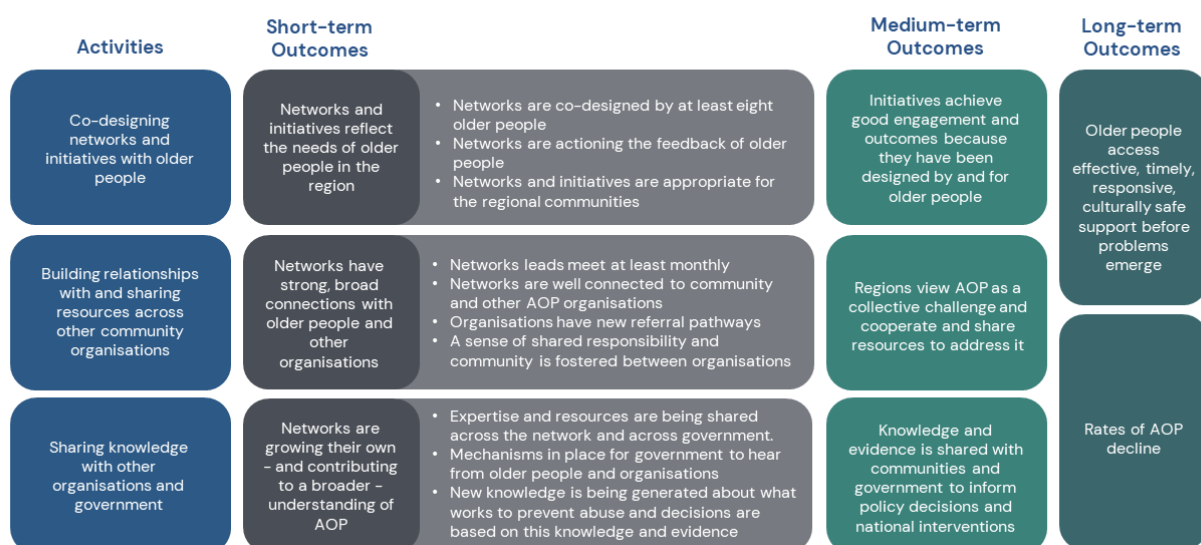 Activities
Short-term
Outcomes
Medium-term
Outcomes
Long-term
Outcomes
Co-designing
networks and
initiatives with older
people
Networks and
initiatives reflect
the needs of older
people in the
region
• Networks are co-designed by at least eight
older people
• Networks are actioning the feedback of older
people
• Networks and initiatives are appropriate for
the regional communities
Initiatives achieve
good engagement and
outcomes because
they have been
designed by and for
older people
Older people
access
effective, timely,
responsive,
culturally safe
support before
problems
emerge
Building relationships
with and sharing
resources across
other community
organisations
Networks have
strong, broad
connections with
older people and
other
organisations
• Networks leads meet at least monthly
• Networks are well connected to community
and other AOP organisations
• Organisations have new referral pathways
• A sense of shared responsibility and
community is fostered between organisations
Regions view AOP as a
collective challenge and
cooperate and share
resources to address it
Sharing knowledge
with other
organisations and
government
Networks are
growing their own
- and contributing
to a broader -
understanding of
AOP
• Expertise and resources are being shared
across the network and across government.
• Mechanisms in place for government to hear
from older people and organisations
• New knowledge is being generated about what
works to prevent abuse and decisions are
based on this knowledge and evidence
Knowledge and
evidence is shared with
communities and
government to inform
policy decisions and
national interventions
Rates of AOP
decline